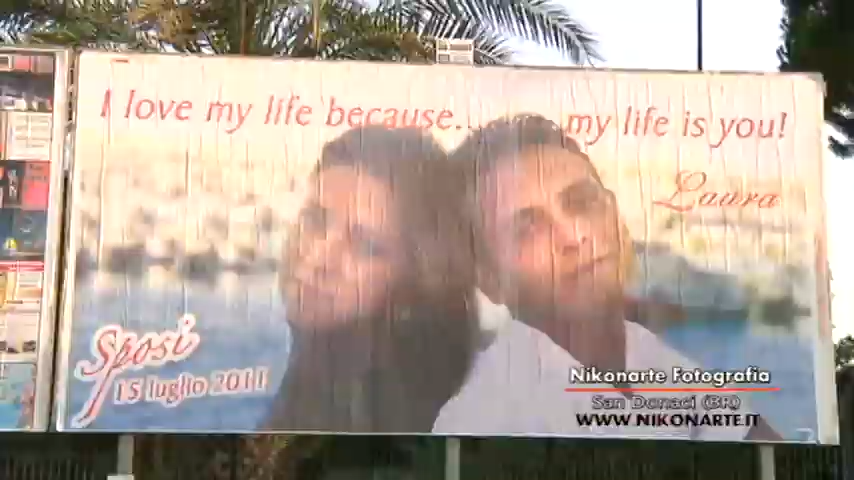 I love my life because... my life is you!
Laura
Sposi
15 luglio 2011
Nikonarte Fotografia
San Donaci (BR)
WWW.NIKONARTE.IT